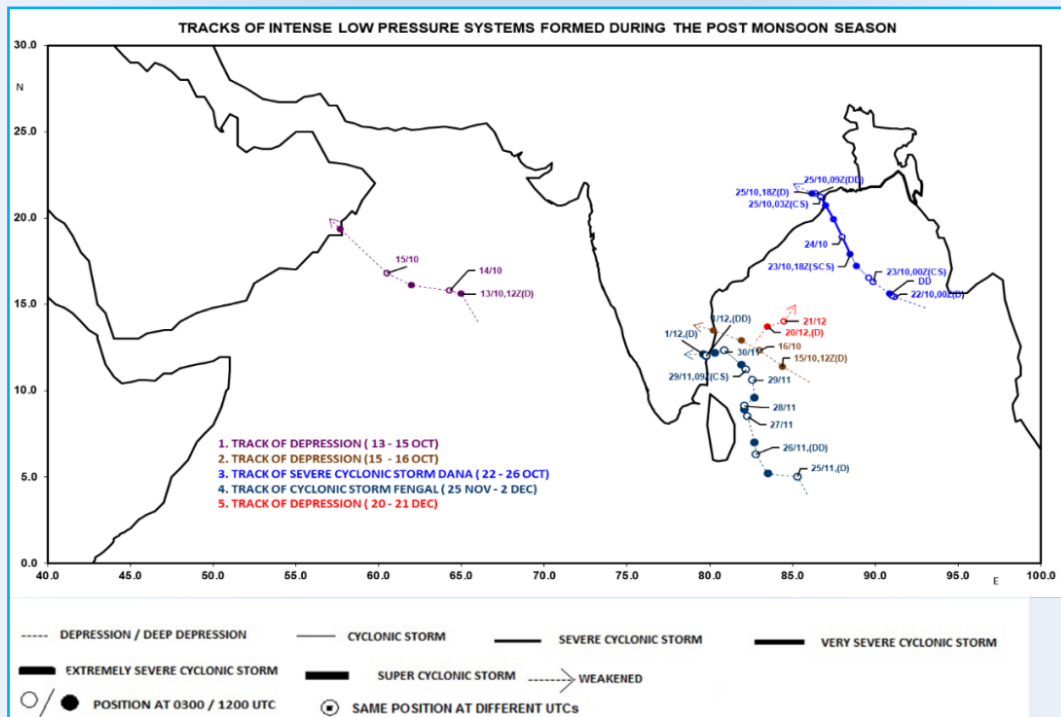 TRACKS OF INTENSE LOW PRESSURE SYSTEMS FORMED DURING THE POST MONSOON SEASON
30.0
N
25.0
20.0
15.0
10.0
5.0
0.0
25/10,09Z(DD)
25/10,18Z(D)
25/10,03Z(CS)
24/10
23/10,18Z(SCS)
23/10,00Z(CS)
DD
22/10,00Z(D)
15/10
14/10
13/10,12Z(D)
1/12,(DD)
1/12,(D)
21/12
20/12,(D)
30/11
16/10
15/10,12Z(D)
29/11,09Z(CS)
29/11
28/11
27/11
26/11,(DD)
25/11,(D)
1. TRACK OF DEPRESSION ( 13 - 15 OCT)
2. TRACK OF DEPRESSION (15 - 16 OCT)
3. TRACK OF SEVERE CYCLONIC STORM DANA ( 22 - 26 OCT)
4. TRACK OF CYCLONIC STORM FENGAL ( 25 NOV - 2 DEC)
5. TRACK OF DEPRESSION ( 20 - 21 DEC)
40.0 45.0 50.0 55.0 60.0 65.0 70.0 75.0 80.0 85.0 90.0 95.0 100.0
E
DEPRESSION / DEEP DEPRESSION
CYCLONIC STORM
SEVERE CYCLONIC STORM
VERY SEVERE CYCLONIC STORM
EXTREMELY SEVERE CYCLONIC STORM
SUPER CYCLONIC STORM
WEAKENED
POSITION AT 0300 / 1200 UTC
SAME POSITION AT DIFFERENT UTCs